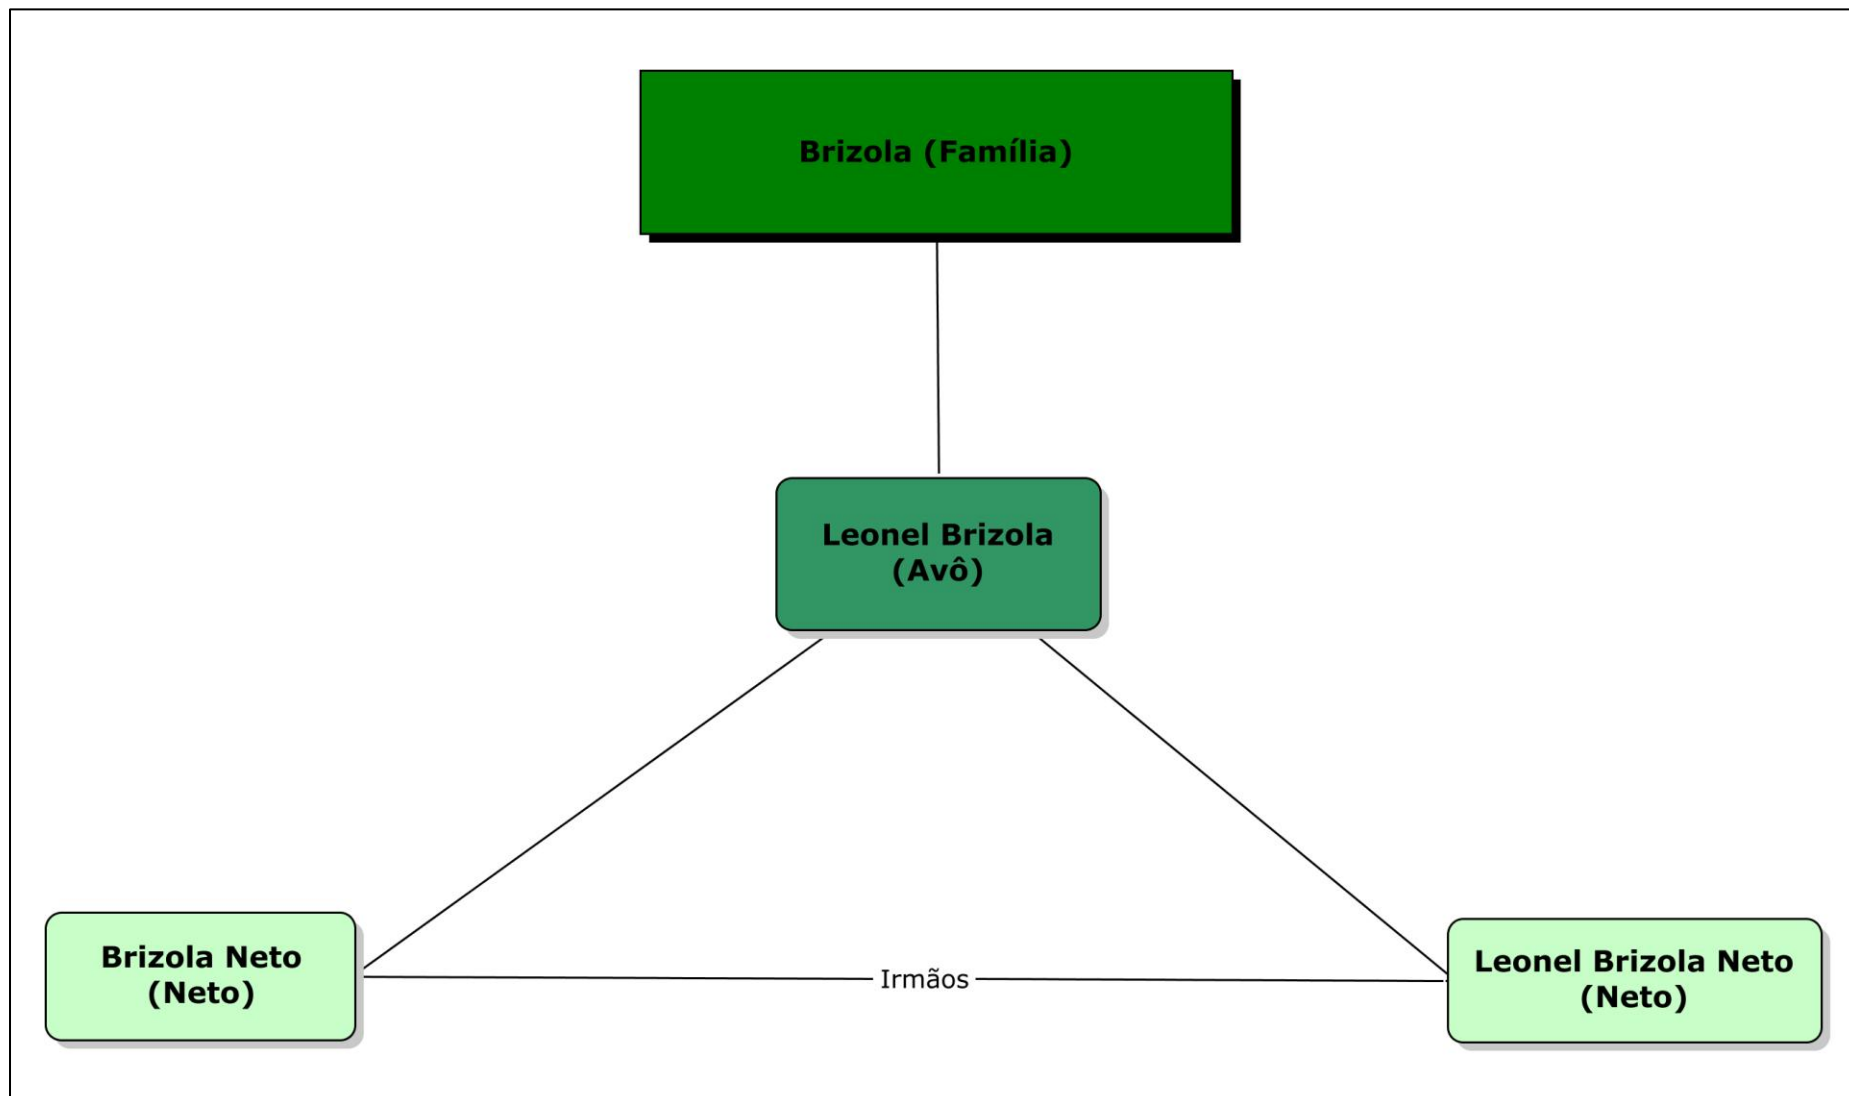 Brizola (Família)
Leonel Brizola
(Avô)
Brizola Neto
(Neto)
Irmãos
Leonel Brizola Neto
(Neto)